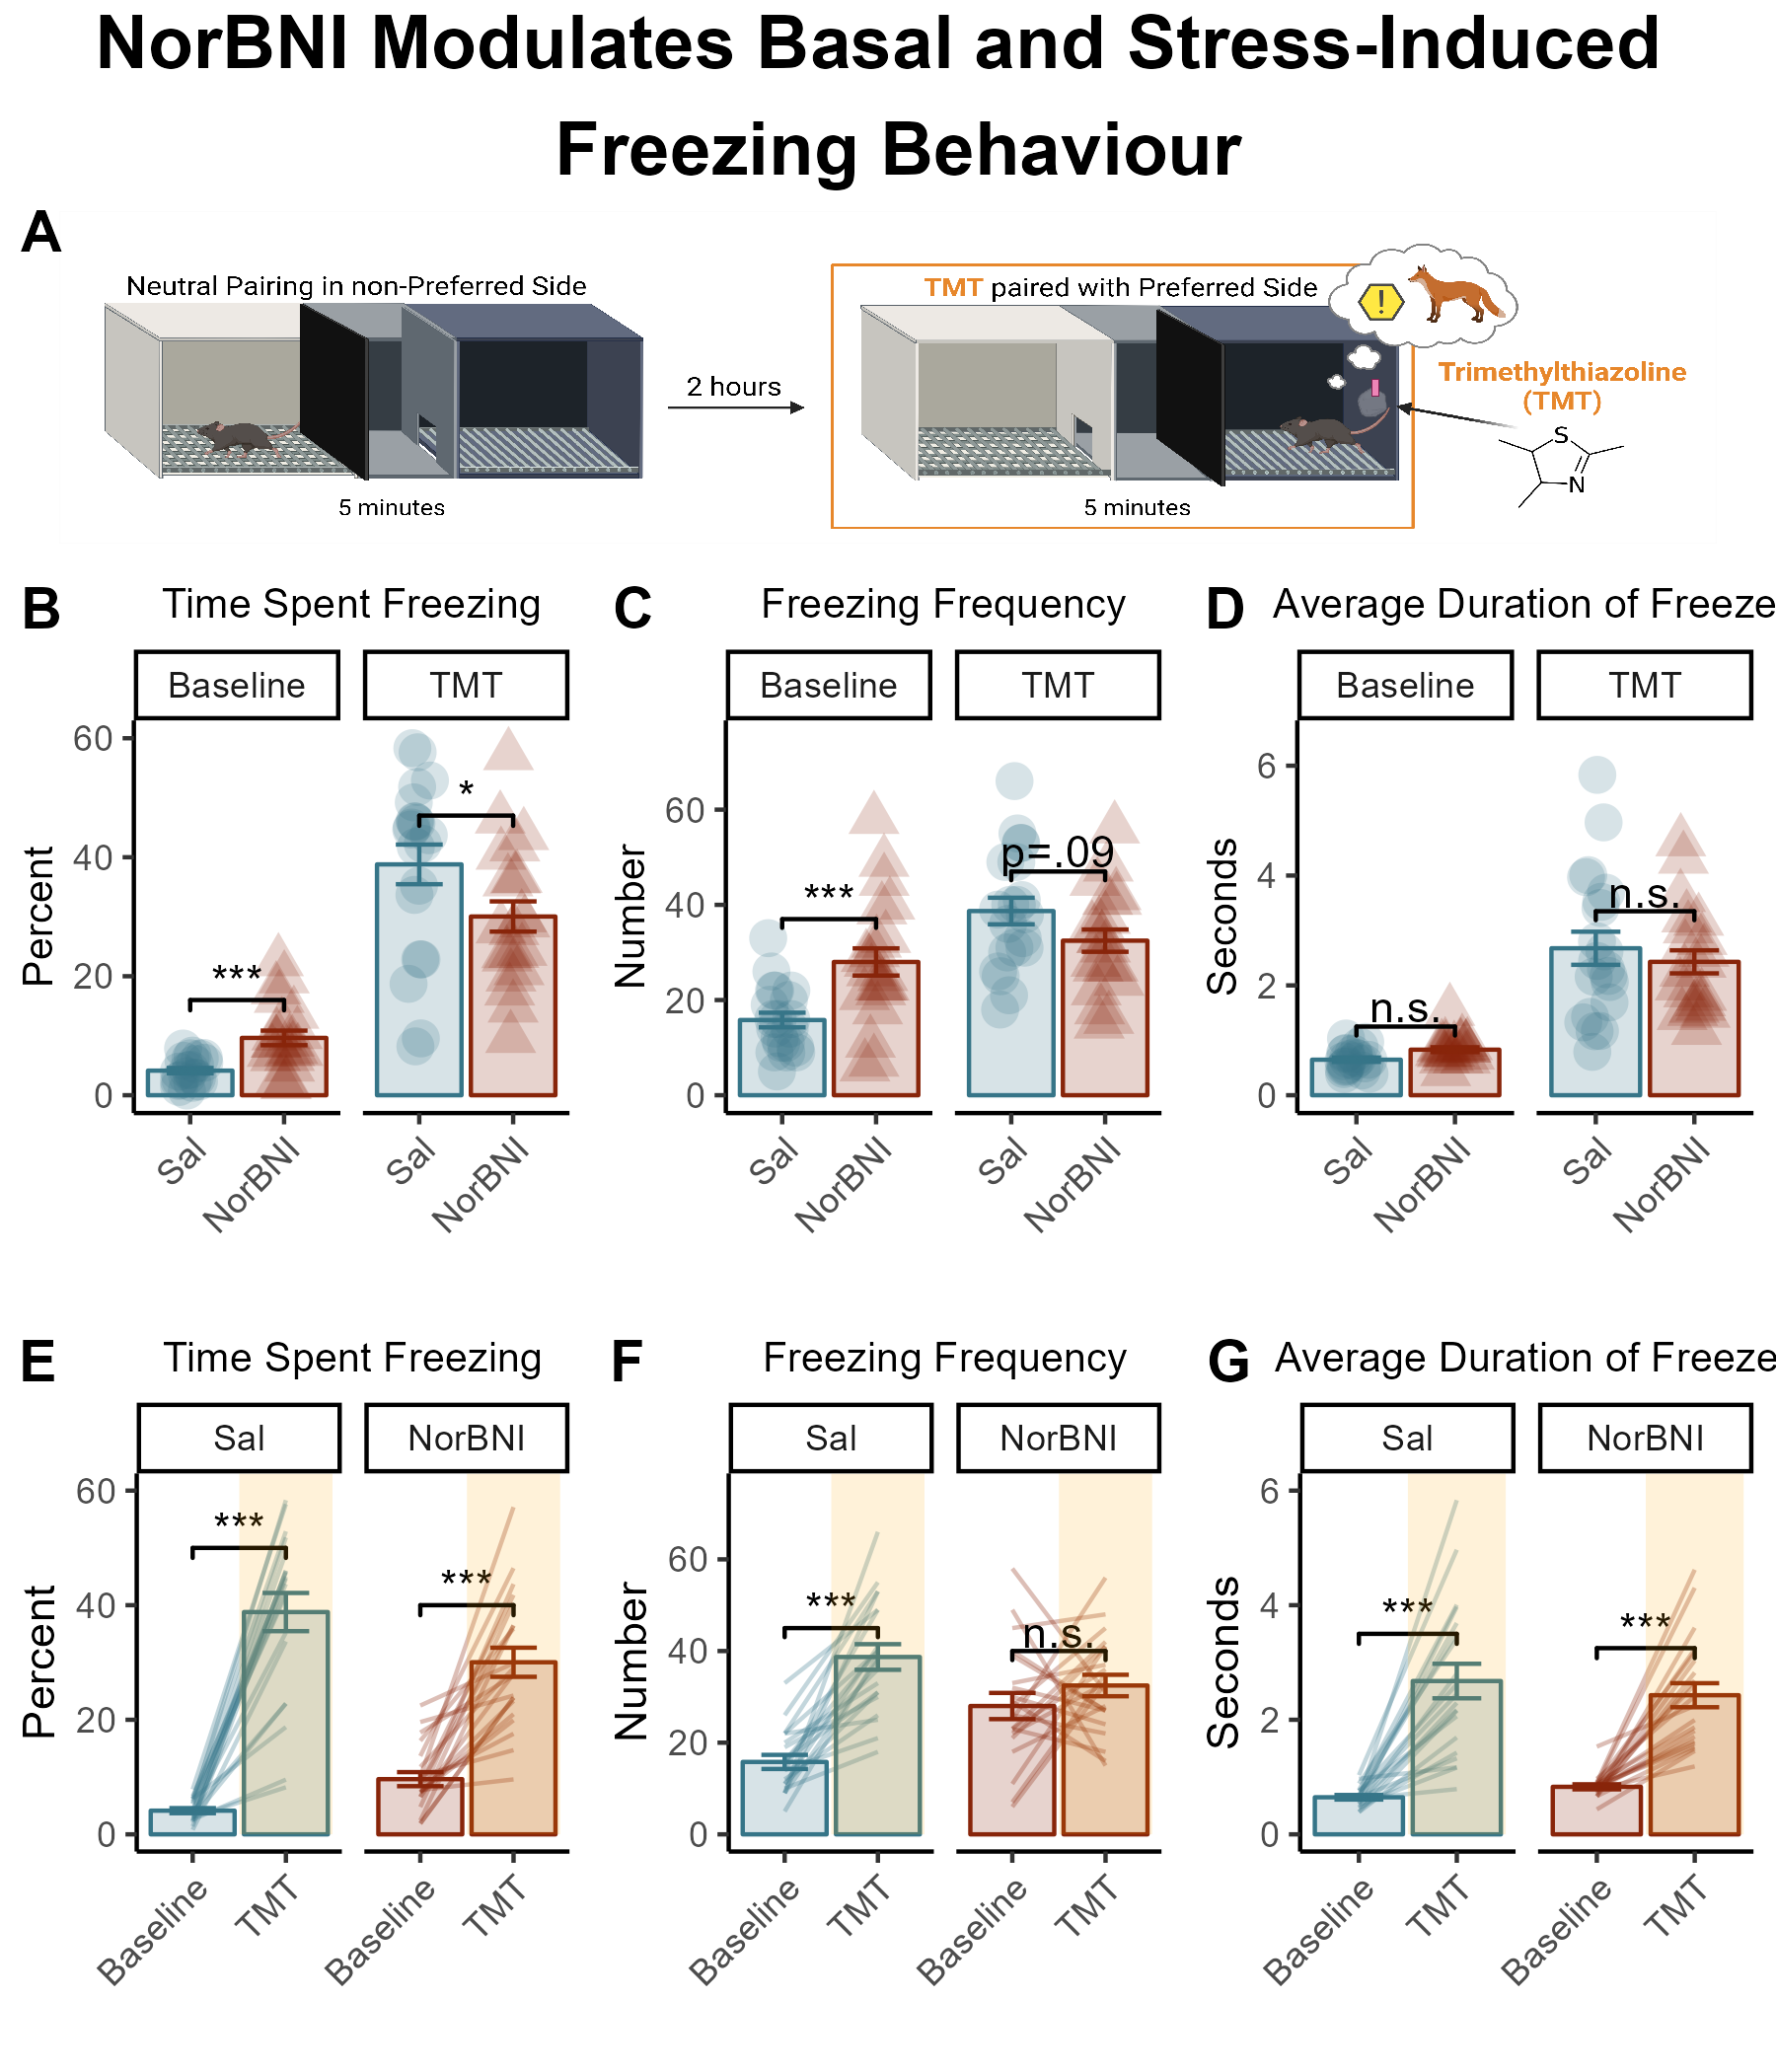 NorBNI Modulates Basal and Stress-Induced
Freezing Behaviour
A
Neutral Pairing in non-Preferred Side
5 minutes
2 hours
TMT paired with Preferred Side
!
5 minutes
Trimethylthiazoline
(TMT)
S
N
B
Time Spent Freezing
Baseline
TMT
Percent
60
40
20
0
***
*
Sal
NorBNI
Sal
NorBNI
C
Freezing Frequency
Baseline
TMT
Number
60
40
20
0
***
p=.09
Sal
NorBNI
Sal
NorBNI
D
Average Duration of Freeze
Baseline
TMT
Seconds
6
4
2
0
n.s.
n.s.
Sal
NorBNI
Sal
NorBNI
E
Time Spent Freezing
Sal
NorBNI
Percent
60
40
20
0
***
***
Baseline
TMT
Baseline
TMT
F
Freezing Frequency
Sal
NorBNI
Number
60
40
20
0
***
n.s.
Baseline
TMT
Baseline
TMT
G
Average Duration of Freeze
Sal
NorBNI
Seconds
6
4
2
0
***
***
Baseline
TMT
Baseline
TMT